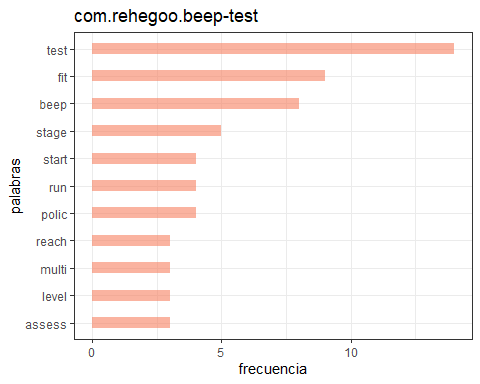 com.rehegoo.beep-test
test
fit
beep
stage
start
run
polic
reach
multi
level
assess
palabras
0 5 10
frecuencia